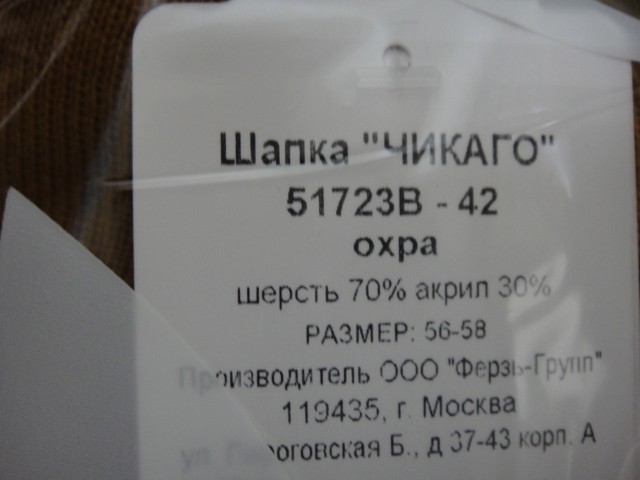 Шапка "ЧИКАГО"
51723В - 42
охра
шерсть 70% акрил 30%
РАЗМЕР: 56-58
Производитель ООО "Ферзь-Групп"
119435, г. Москва
ул. Пироговская Б., д 37-43 корп. А